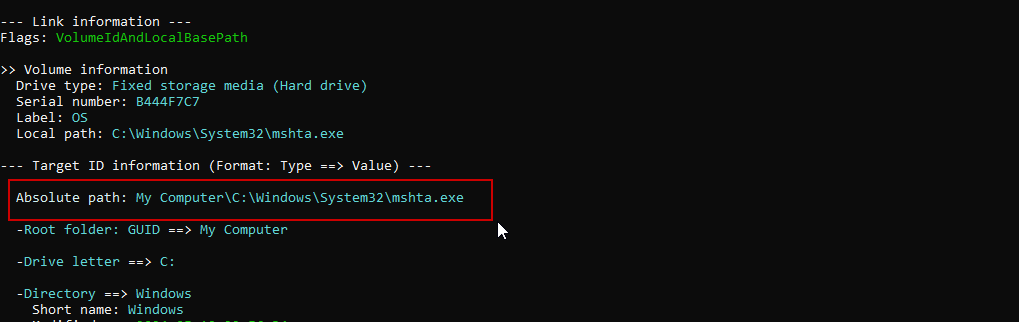 --- Link information ---
Flags: VolumeIdAndLocalBasePath
>> Volume information
Drive type: Fixed storage media (Hard drive)
Serial number: B444F7C7
Label: OS
Local path: C:\Windows\System32\mshta.exe
--- Target ID information (Format: Type ==> Value) ---
Absolute path: My Computer\C:\Windows\System32\mshta.exe
-Root folder: GUID ==> My Computer
-Drive letter ==> C:
-Directory ==> Windows
Short name: Windows